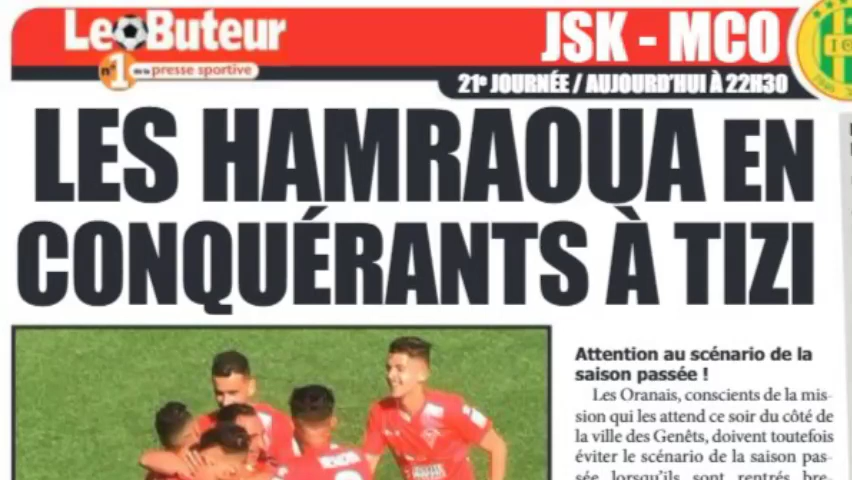 Le Buteur
n°1 de la presse sportive
JSK - MCO
21e JOURNÉE / AUJOURD'HUI À 22H30
LES HAMRAOUA EN
CONQUÉRANTS À TIZI
Attention au scénario de la
saison passée !
Les Oranais, conscients de la mis-
sion qui les attend ce soir du côté de
la ville des Genêts, doivent toutefois
éviter le scénario de la saison pas-
sée lorsqu'ils sont rentrés bre-